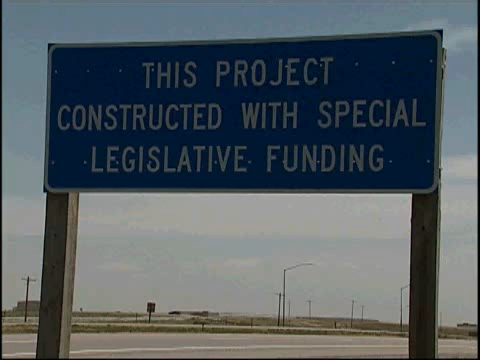 THIS PROJECT
CONSTRUCTED WITH SPECIAL
LEGISLATIVE FUNDING